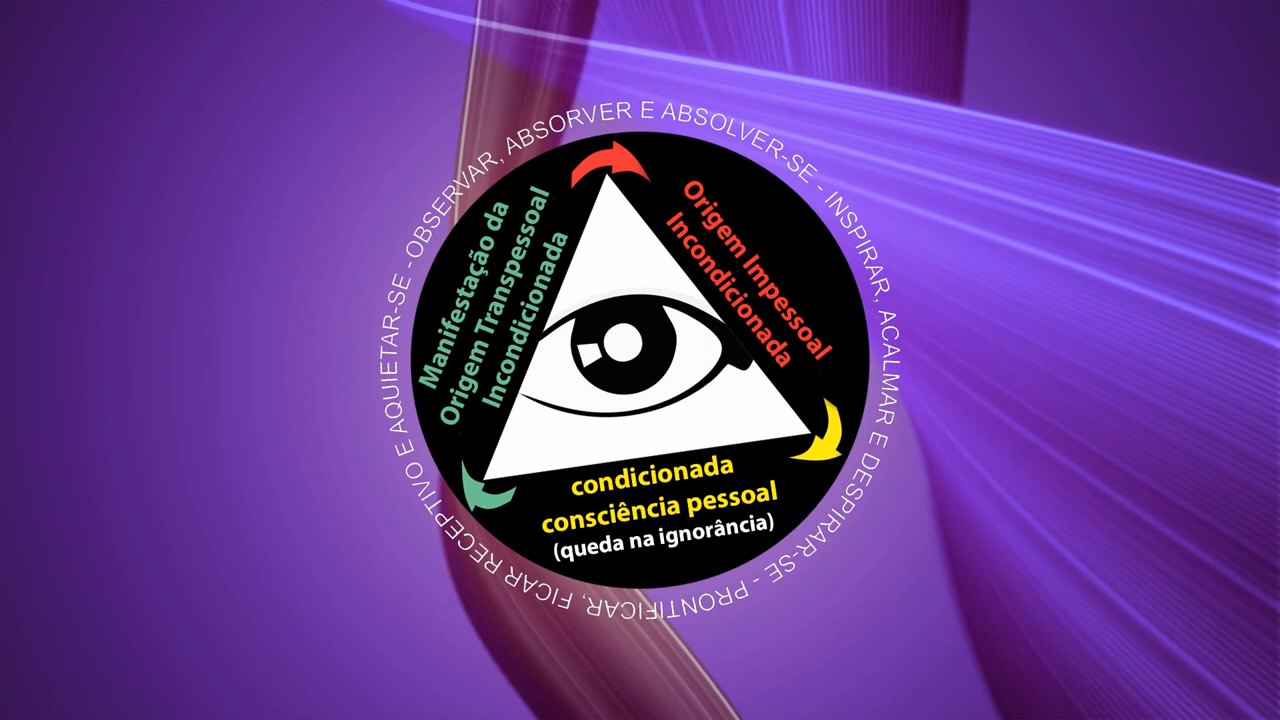 OBSERVAR, ABSORVER E ABSOLVER-SE - INSPIRAR, ACALMAR E DESPIRAR-SE - PRONTIFICAR, FICAR RECEPTIVO E AQUIETAR-SE -
Manifestação da
Origem Transpessoal
Incondicionada
Origem Impessoal
Incondicionada
condicionada
consciência pessoal
(queda na ignorância)